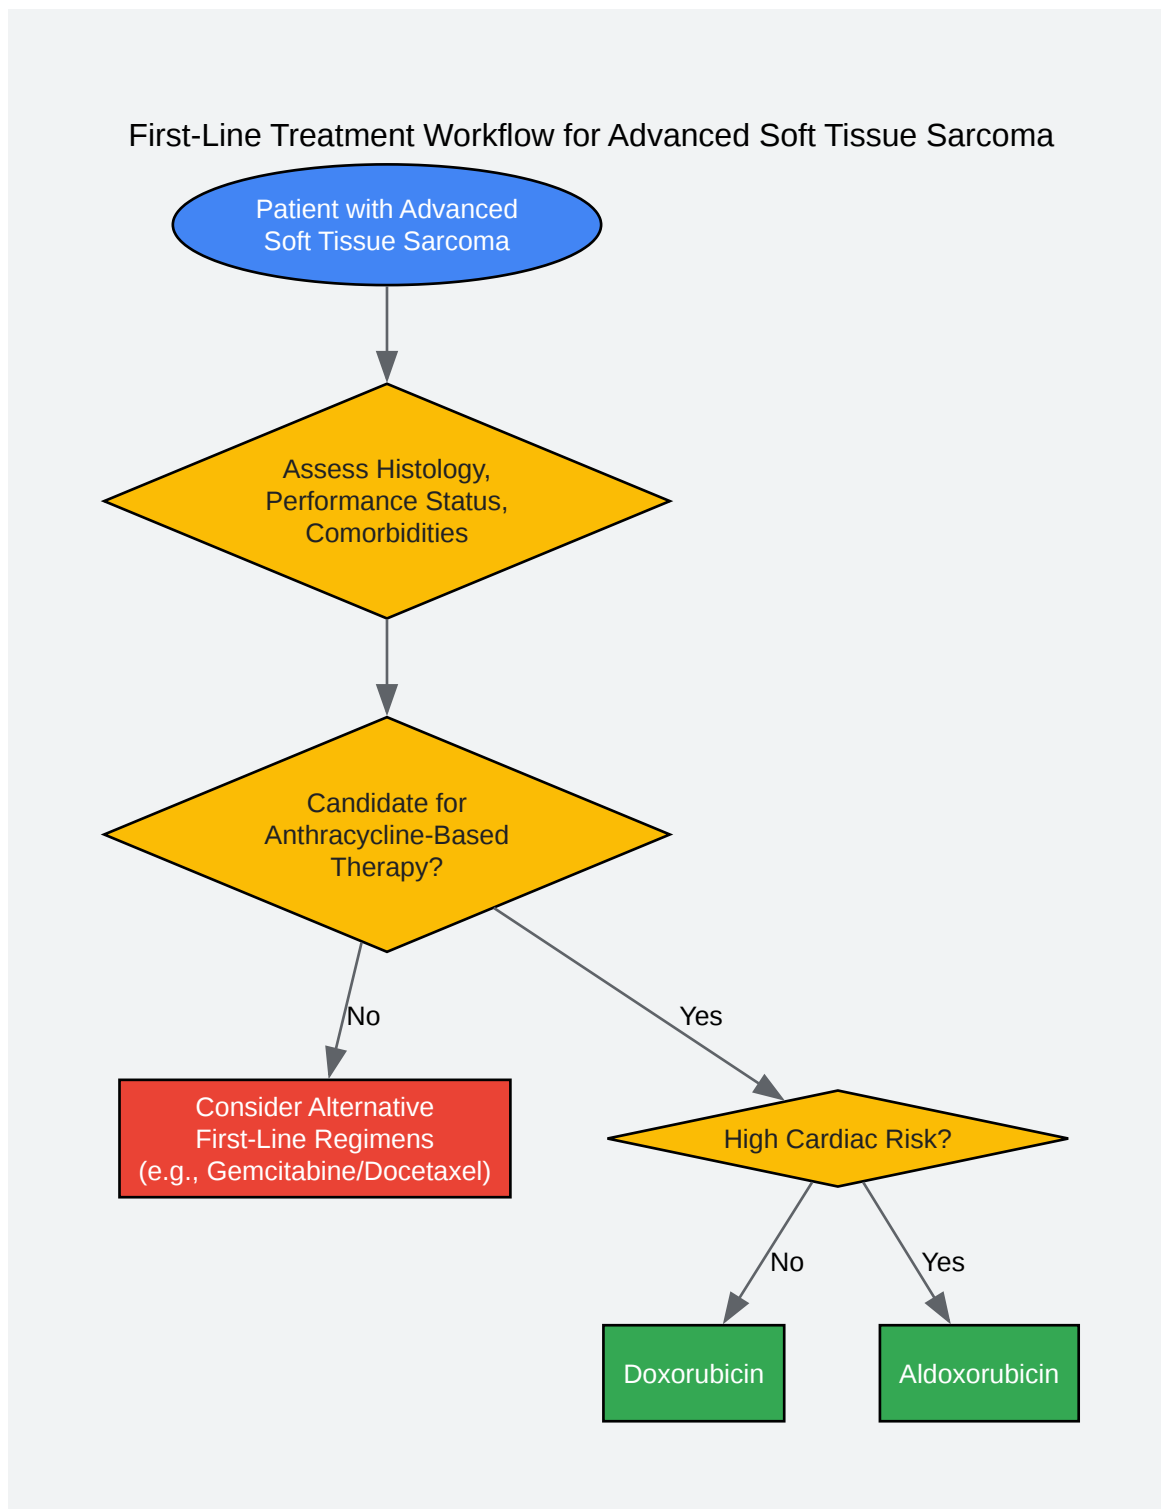 First-Line Treatment Workflow for Advanced Soft Tissue Sarcoma
Patient with Advanced
Soft Tissue Sarcoma
Assess Histology,
Performance Status,
Comorbidities
Candidate for
Anthracycline-Based
Therapy?
No
Yes
Consider Alternative
First-Line Regimens
(e.g., Gemcitabine/Docetaxel)
High Cardiac Risk?
No
Yes
Doxorubicin
Aldoxorubicin